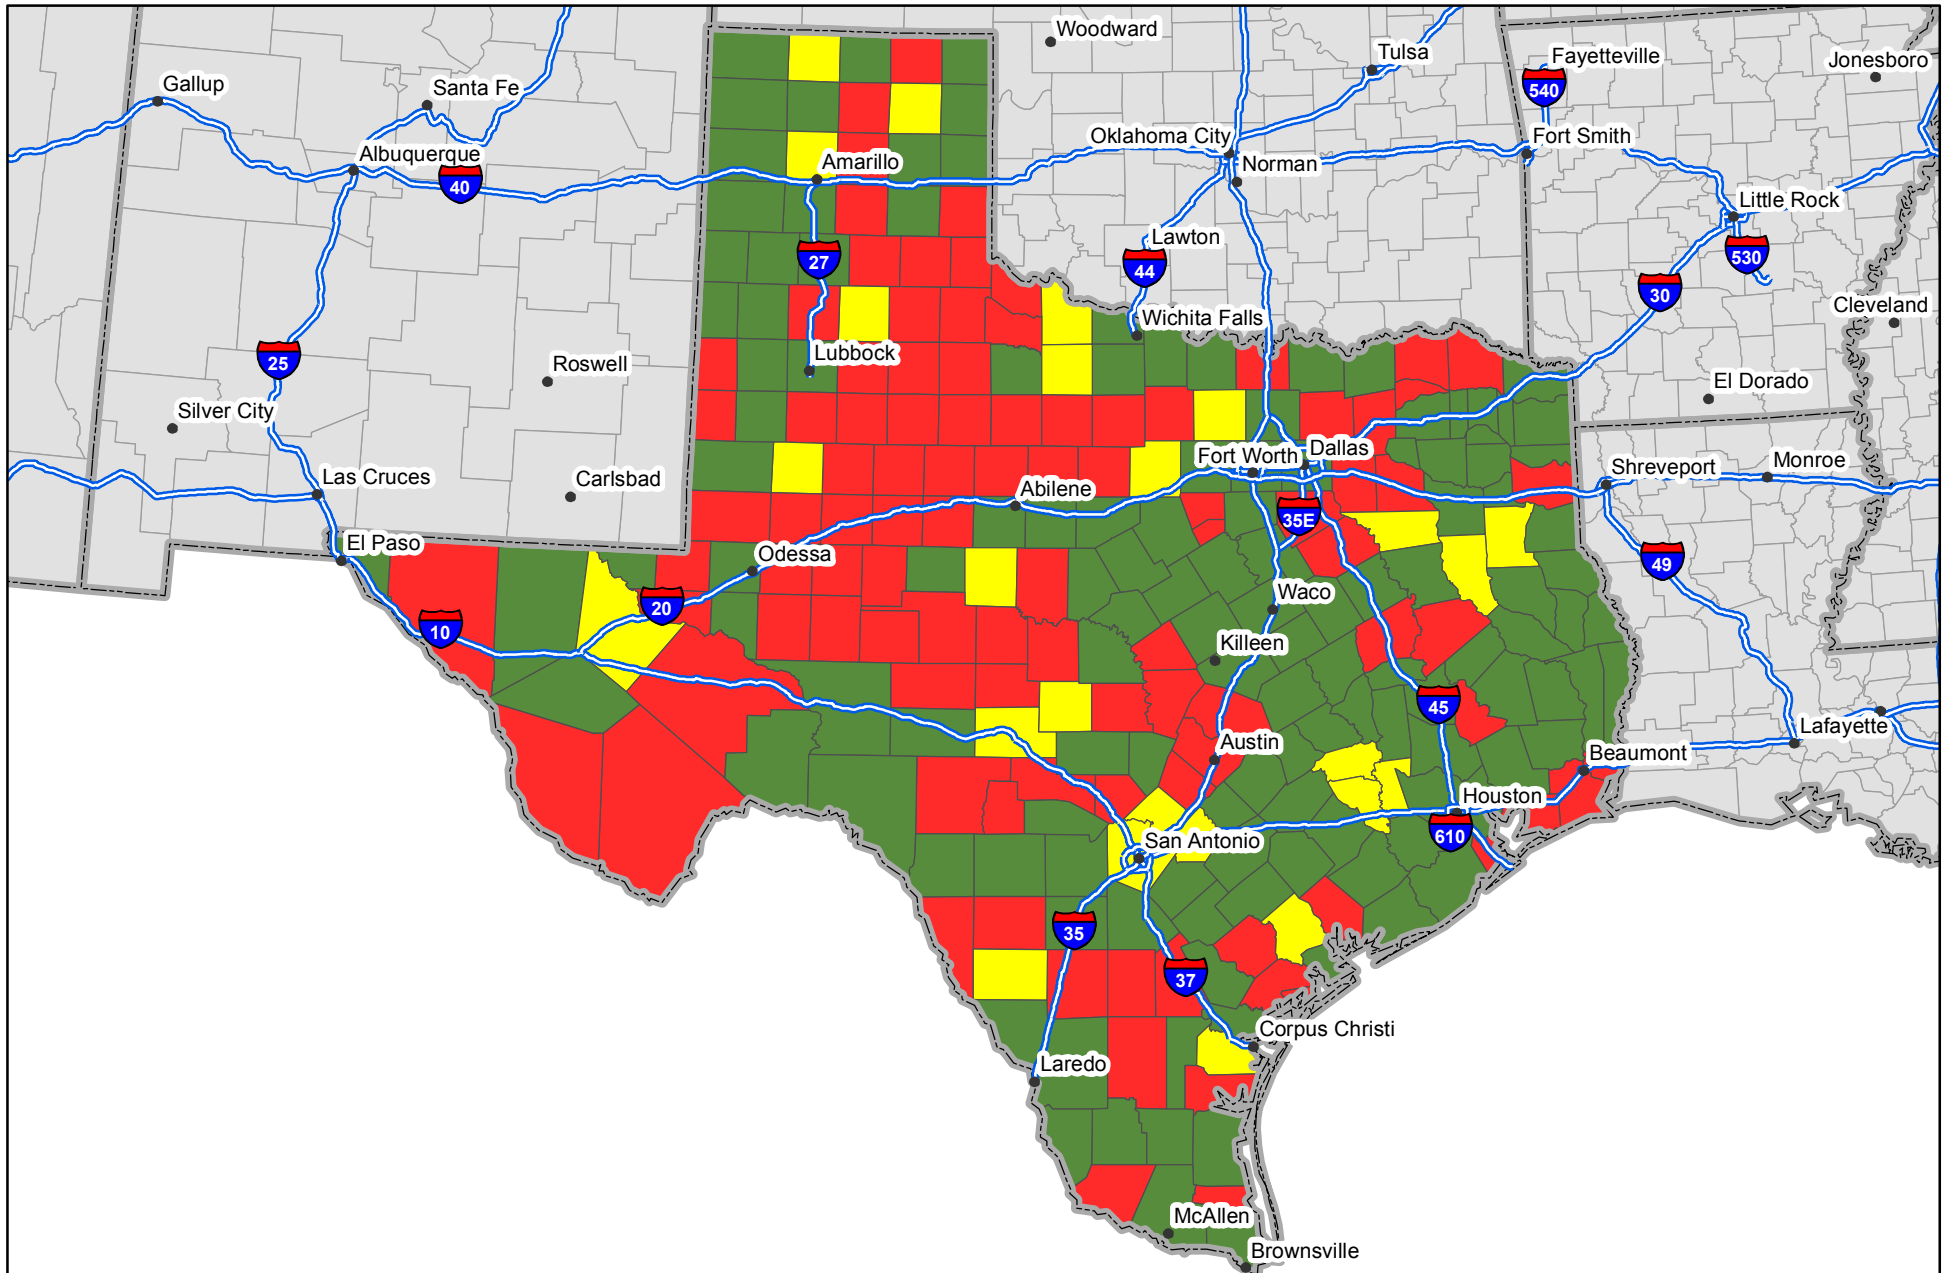 Woodward
Tulsa
Fayetteville
Jonesboro
540
Gallup
Santa Fe
Oklahoma City
Fort Smith
Albuquerque
Amarillo
Norman
40
Little Rock
Lawton
27
44
530
30
Cleveland
Wichita Falls
25
Lubbock
Roswell
El Dorado
Silver City
Fort Worth
Dallas
Shreveport
Monroe
Las Cruces
Carlsbad
Abilene
35E
El Paso
Odessa
49
Waco
20
10
Killeen
45
Lafayette
Austin
Beaumont
Houston
610
San Antonio
35
37
Corpus Christi
Laredo
McAllen
Brownsville